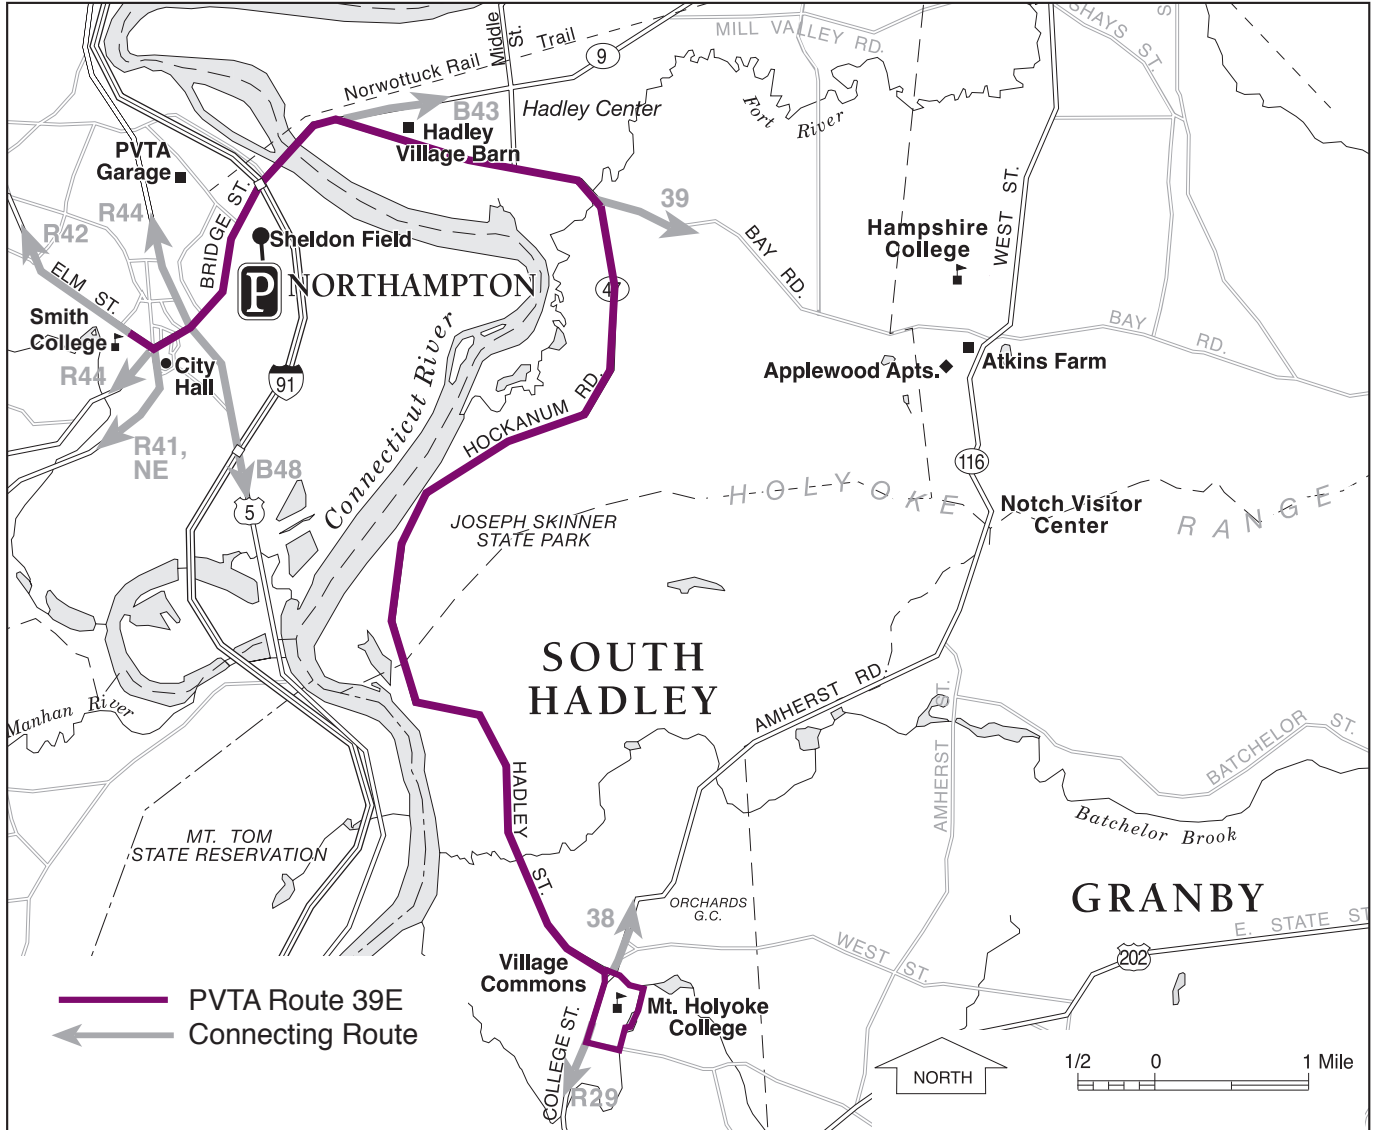 MILL VALLEY RD.
SHAYS ST.
S
Middle
St.
Norwottuck Rail Trail
9
B43
Hadley Center
Fort River
Hadley
Village Barn
PVTA
Garage
R44
R42
BRIDGE ST.
39
Sheldon Field
P
NORTHAMPTON
ELM ST.
Smith
College
R44
City
Hall
91
R41,
NE
B48
5
Connecticut River
47
HOCKANUM RD.
BAY RD.
Hampshire
College
WEST ST.
BAY RD.
Atkins Farm
Applewood Apts.
116
HOLYOKE RANGE
Notch Visitor
Center
JOSEPH SKINNER
STATE PARK
SOUTH
HADLEY
Manhan River
AMHERST RD.
AMHERST ST.
BATCHELOR ST.
Batchelor Brook
HADLEY ST.
MT. TOM
STATE RESERVATION
GRANBY
ORCHARDS
G.C.
38
WEST ST.
E. STATE ST
202
Village
Commons
Mt. Holyoke
College
COLLEGE ST.
R29
PVTA Route 39E
Connecting Route
NORTH
1/2 0 1 Mile